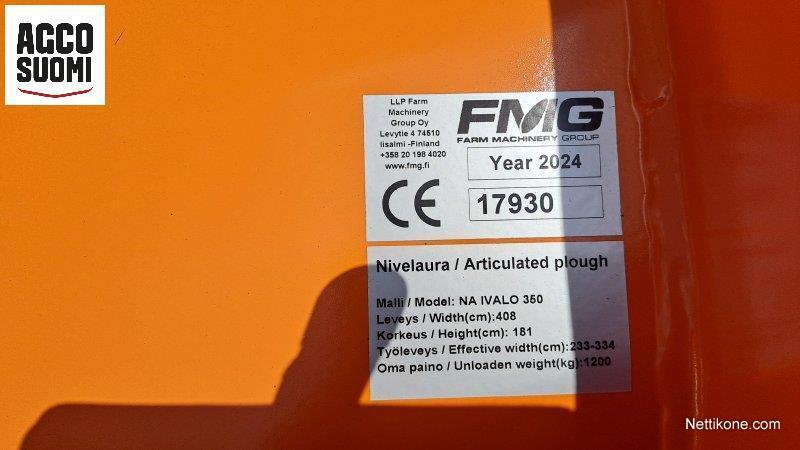 AGCO
SUOMI
LLP Farm
Machinery
Group Oy
Levytie 4 74510
Iisalmi -Finland
+358 20 198 4020
www.fmg.fi
FMG
FARM MACHINERY GROUP
Year 2024
CE
17930
Nivelaura / Articulated plough
Malli / Model: NA IVALO 350
Leveys / Width(cm):408
Korkeus / Height(cm): 181
Työleveys / Effective width(cm):233-334
Oma paino / Unloaden weight(kg):1200
Nettikone.com